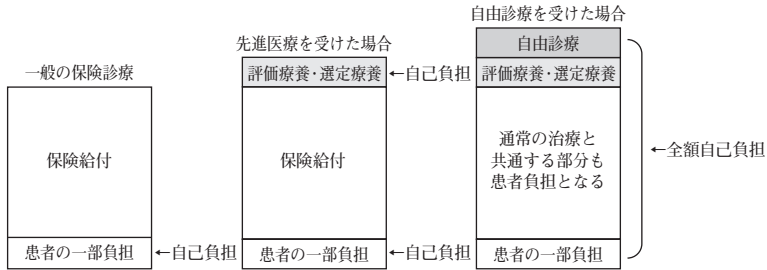 一般の保険診療
保険給付
患者の一部負担
←自己負担
先進医療を受けた場合
評価療養・選定療養
←自己負担
保険給付
患者の一部負担
←自己負担
自由診療を受けた場合
自由診療
評価療養・選定療養
通常の治療と
共通する部分も
患者負担となる
患者の一部負担
←全額自己負担